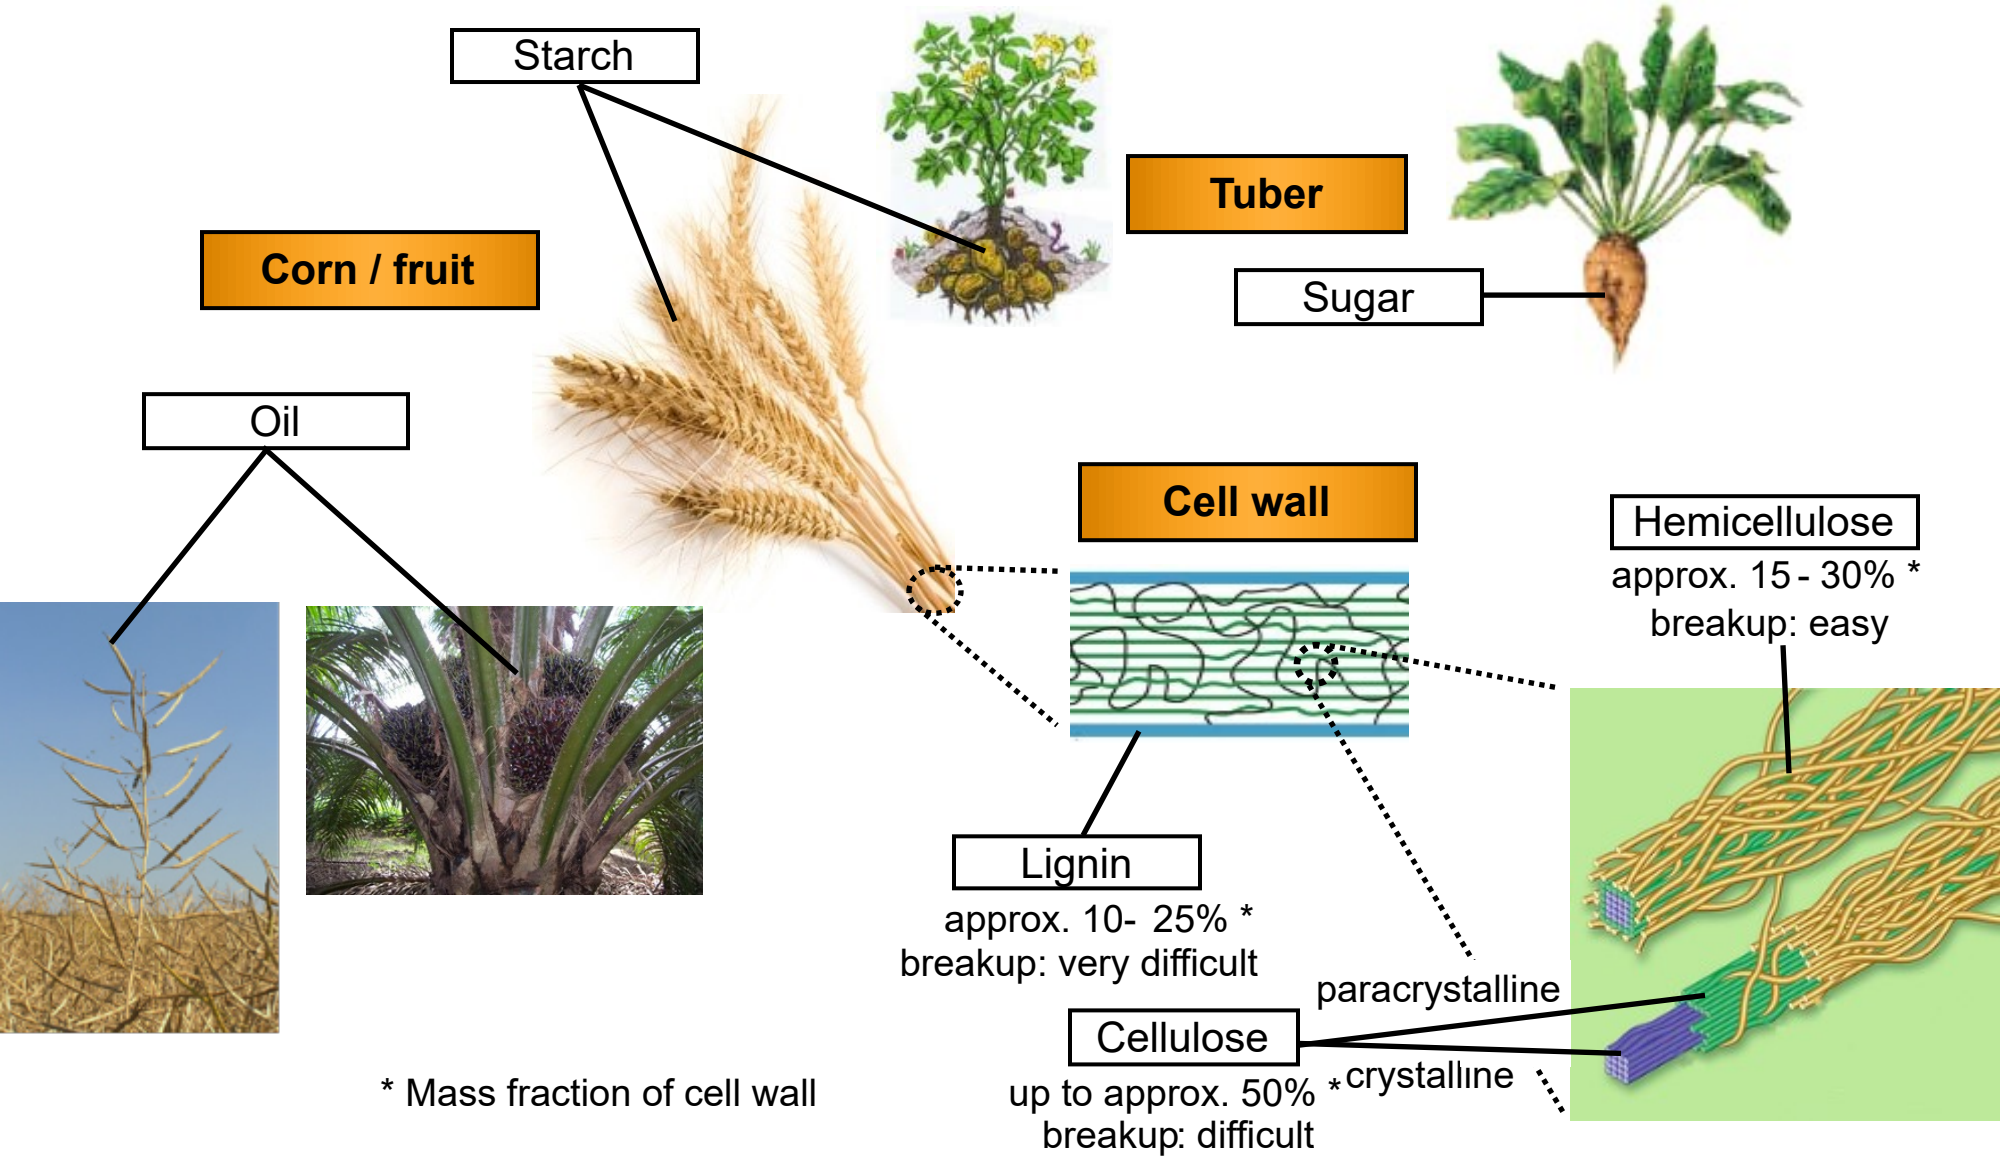 Starch
Tuber
Corn / fruit
Sugar
Oil
Cell wall
Hemicellulose
approx. 15 - 30% *
breakup: easy
Lignin
approx. 10- 25% *
breakup: very difficult
paracrystalline
Cellulose
crystalline
up to approx. 50% *
breakup: difficult
* Mass fraction of cell wall